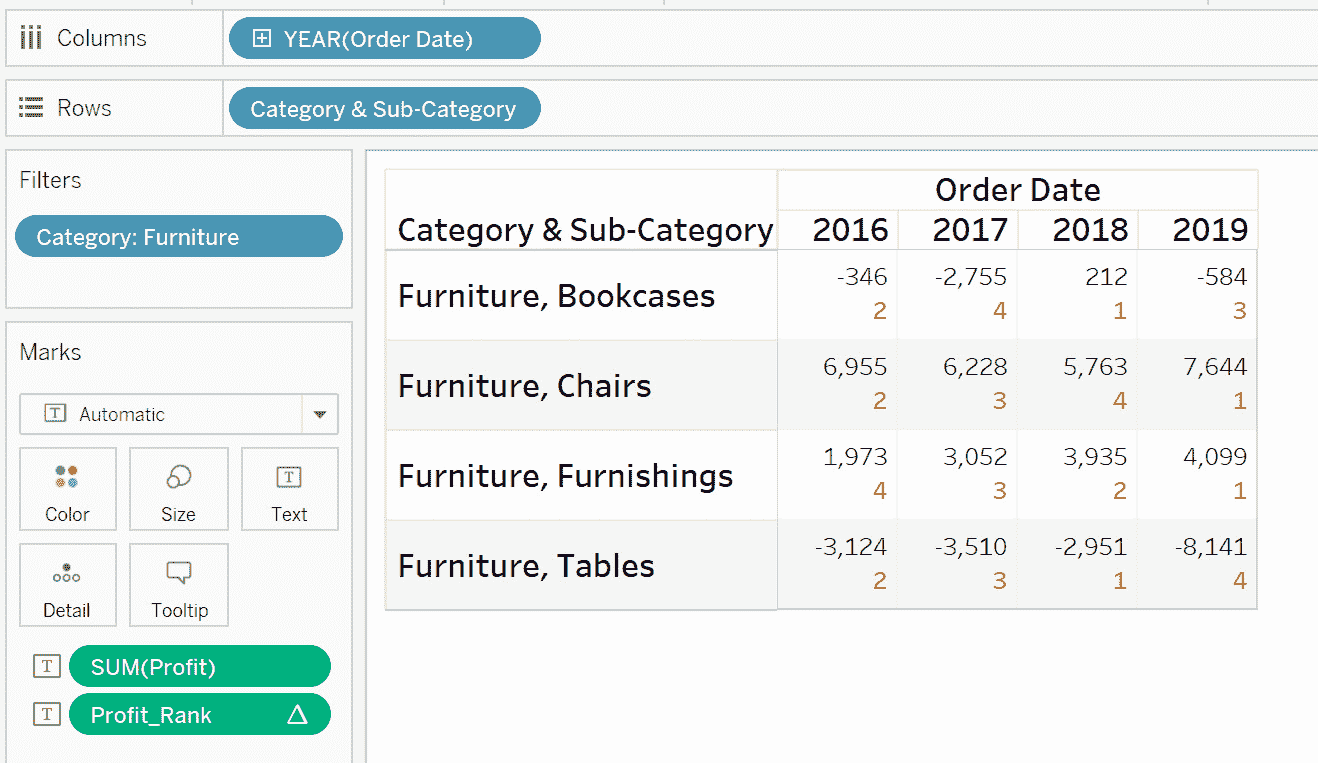 Columns YEAR(Order Date)
Rows Category & Sub-Category
Filters
Category: Furniture
Marks
T Automatic
Color Size T Text
Detail Tooltip
T SUM(Profit)
T Profit_Rank Δ
Order Date
Category & Sub-Category 2016 2017 2018 2019
Furniture, Bookcases -346 -2,755 212 -584
2 4 1 3
Furniture, Chairs 6,955 6,228 5,763 7,644
2 3 4 1
Furniture, Furnishings 1,973 3,052 3,935 4,099
4 3 2 1
Furniture, Tables -3,124 -3,510 -2,951 -8,141
2 3 1 4